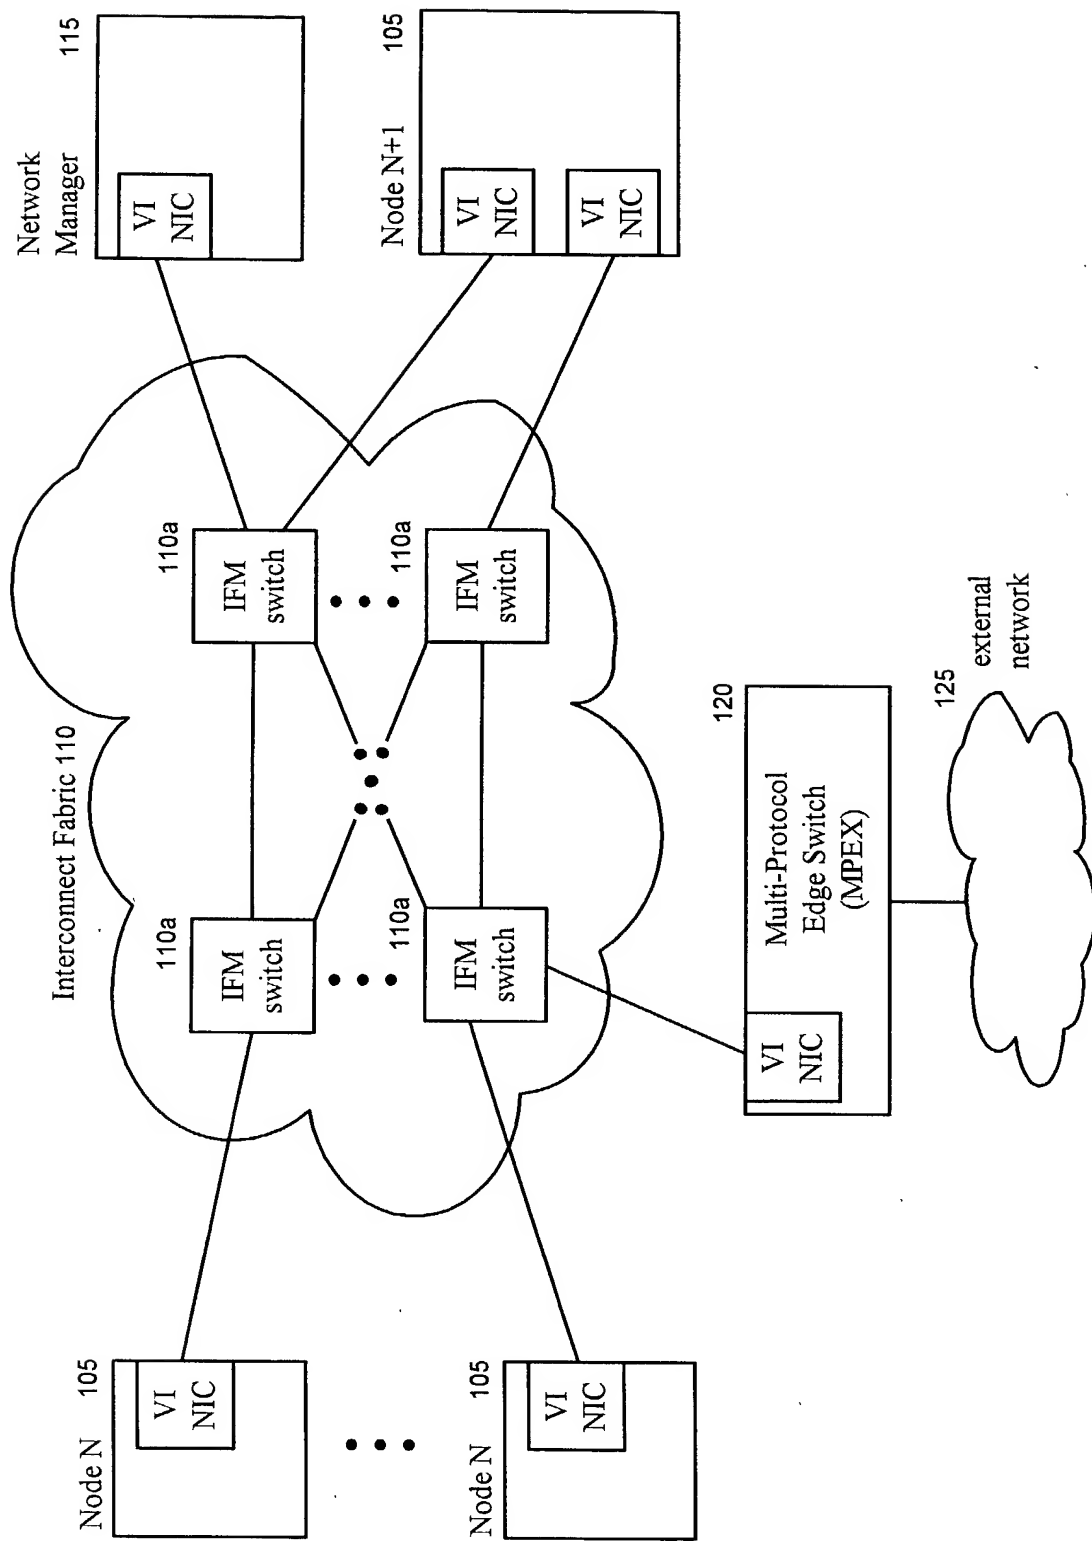 Network
Manager
115
VI
NIC
Node N+1
105
VI
NIC
VI
NIC
Interconnect Fabric 110
110a
IFM
switch
110a
IFM
switch
110a
IFM
switch
110a
IFM
switch
Node N
105
VI
NIC
Node N
105
VI
NIC
120
Multi-Protocol
Edge Switch
(MPEX)
VI
NIC
125
external
network